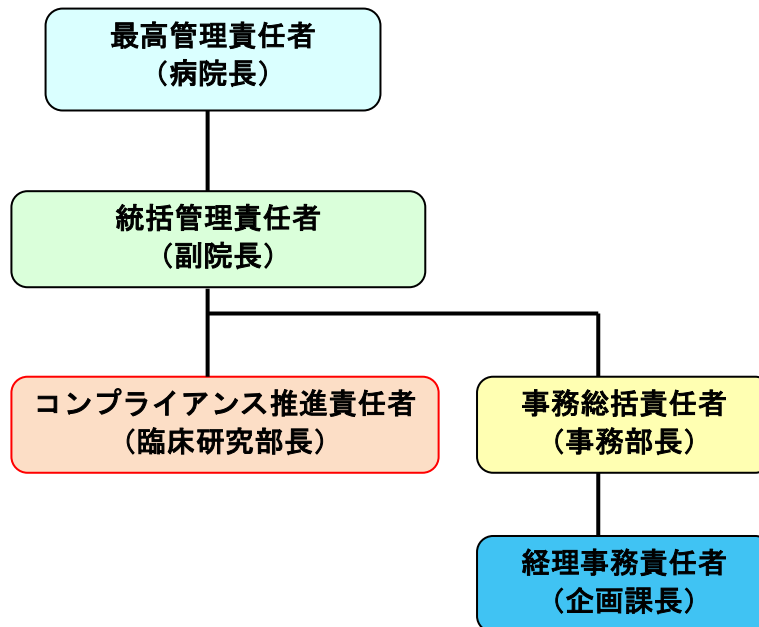 最高管理責任者
（病院長）
統括管理責任者
（副院長）
コンプライアンス推進責任者
（臨床研究部長）
事務総括責任者
（事務部長）
経理事務責任者
（企画課長）